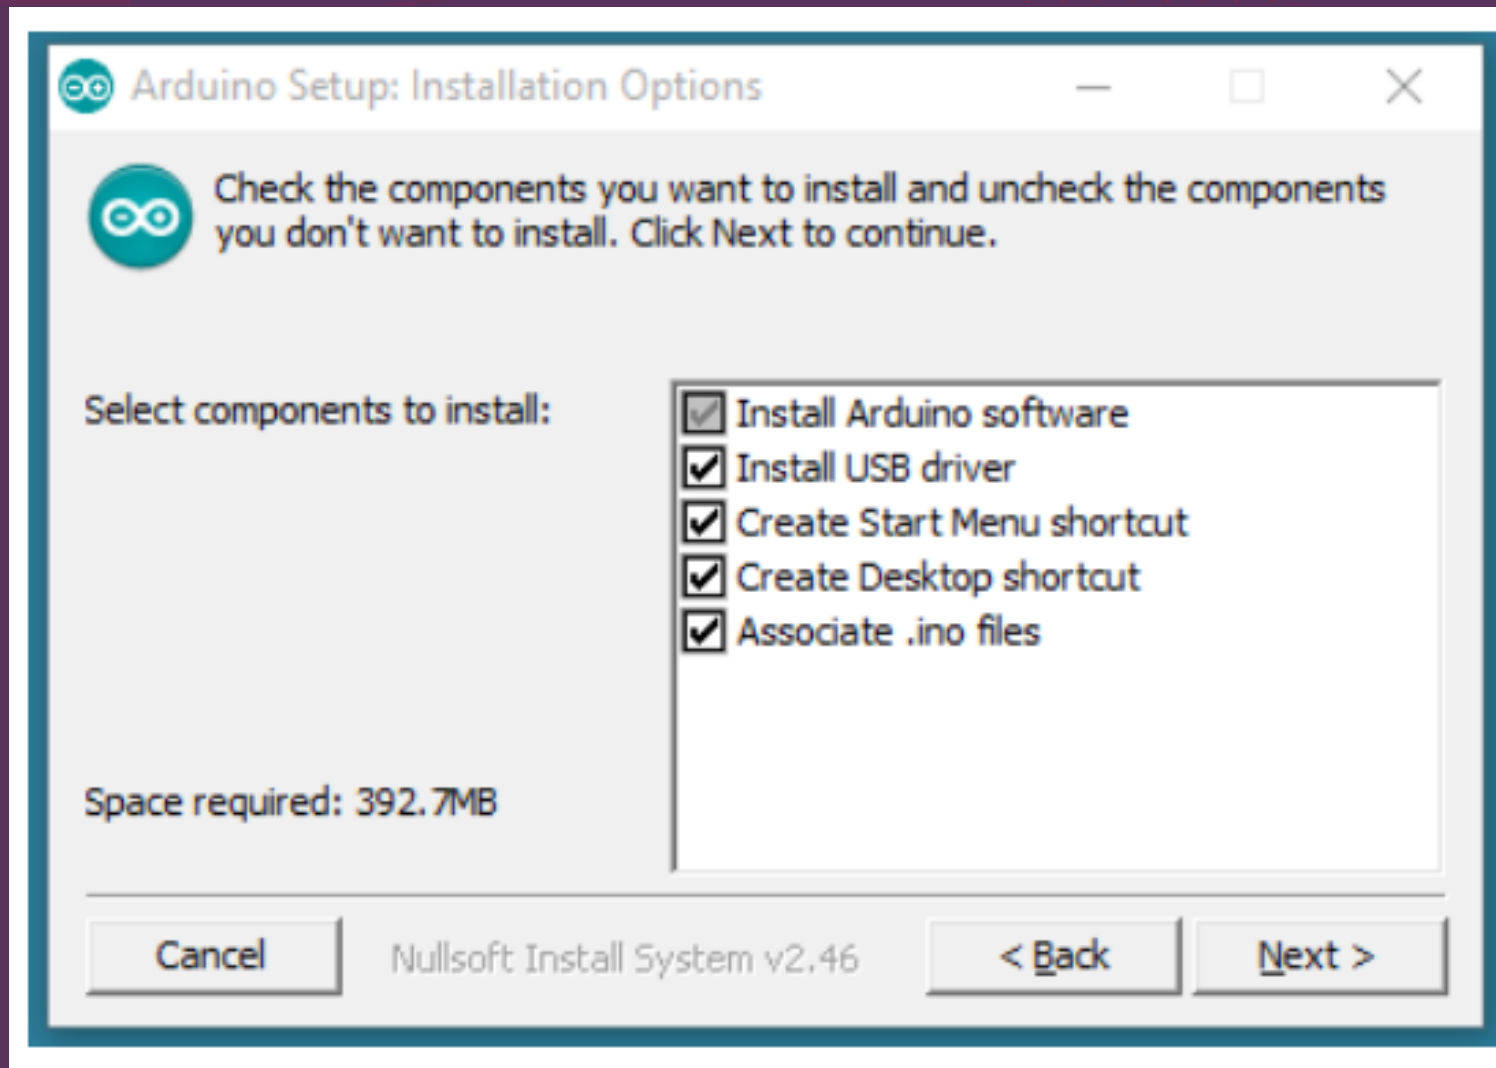 Arduino Setup: Installation Options
Check the components you want to install and uncheck the components
you don't want to install. Click Next to continue.
Select components to install:
Install Arduino software
Install USB driver
Create Start Menu shortcut
Create Desktop shortcut
Associate .ino files
Space required: 392.7MB
Cancel
Nullsoft Install System v2.46
< Back
Next >